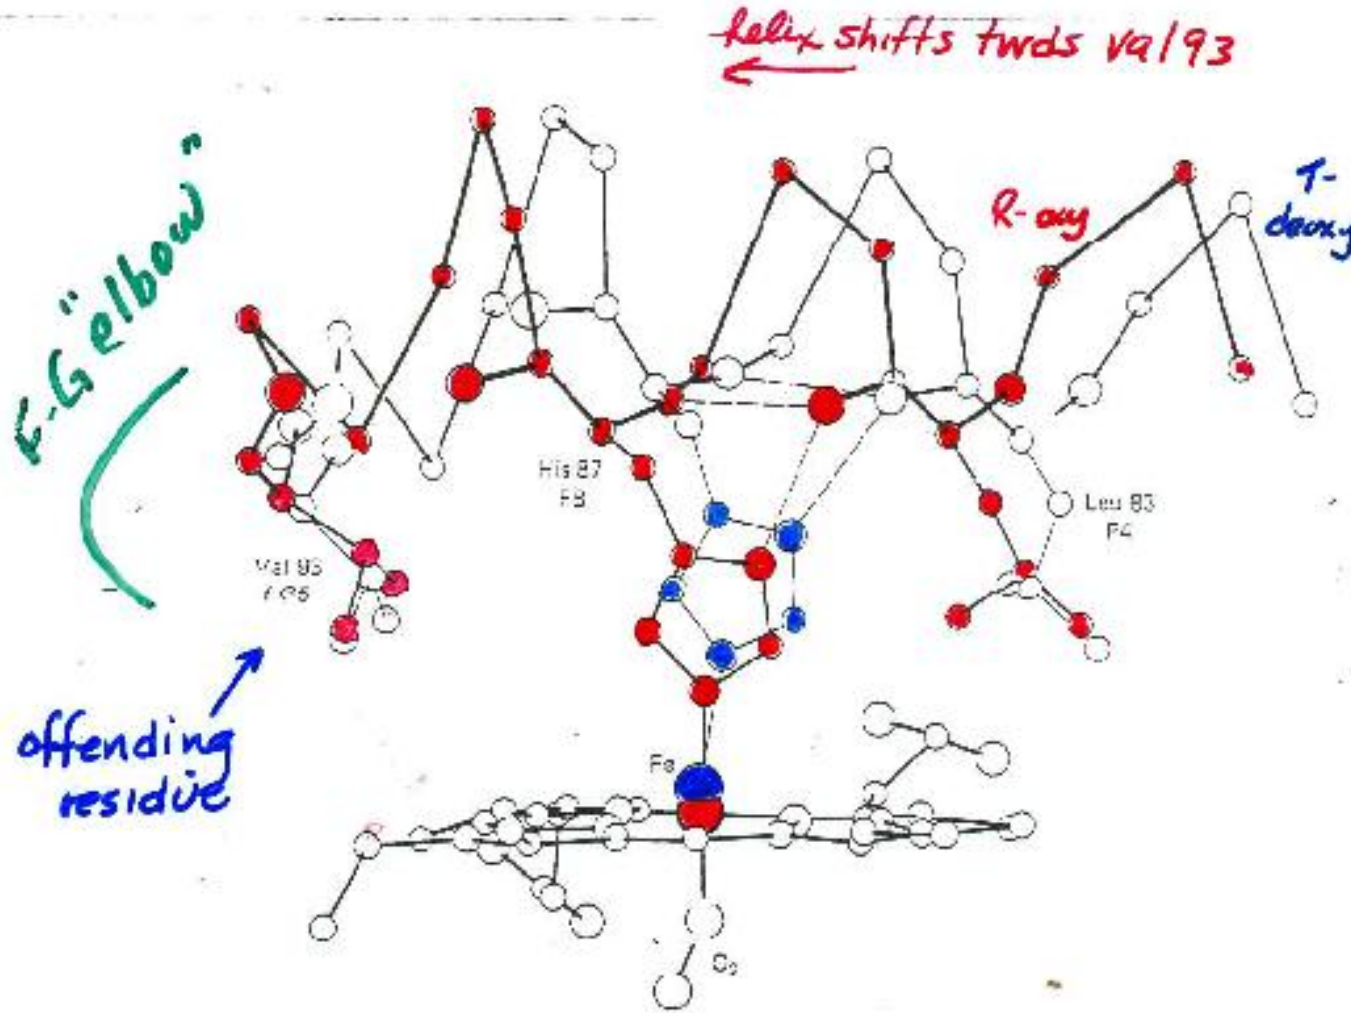 helix shifts twds val93
R-oxy
T-
deoxy
F-G "elbow"
His 87
F8
Leu 83
F4
Val 93
offending
residue
Fe
O₂